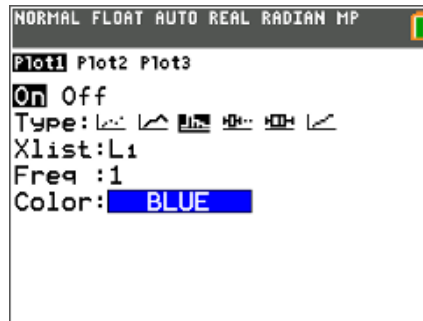 NORMAL FLOAT AUTO REAL RADIAN MP
Plot1 Plot2 Plot3
On Off
Type:
Xlist:L₁
Freq :1
Color: BLUE